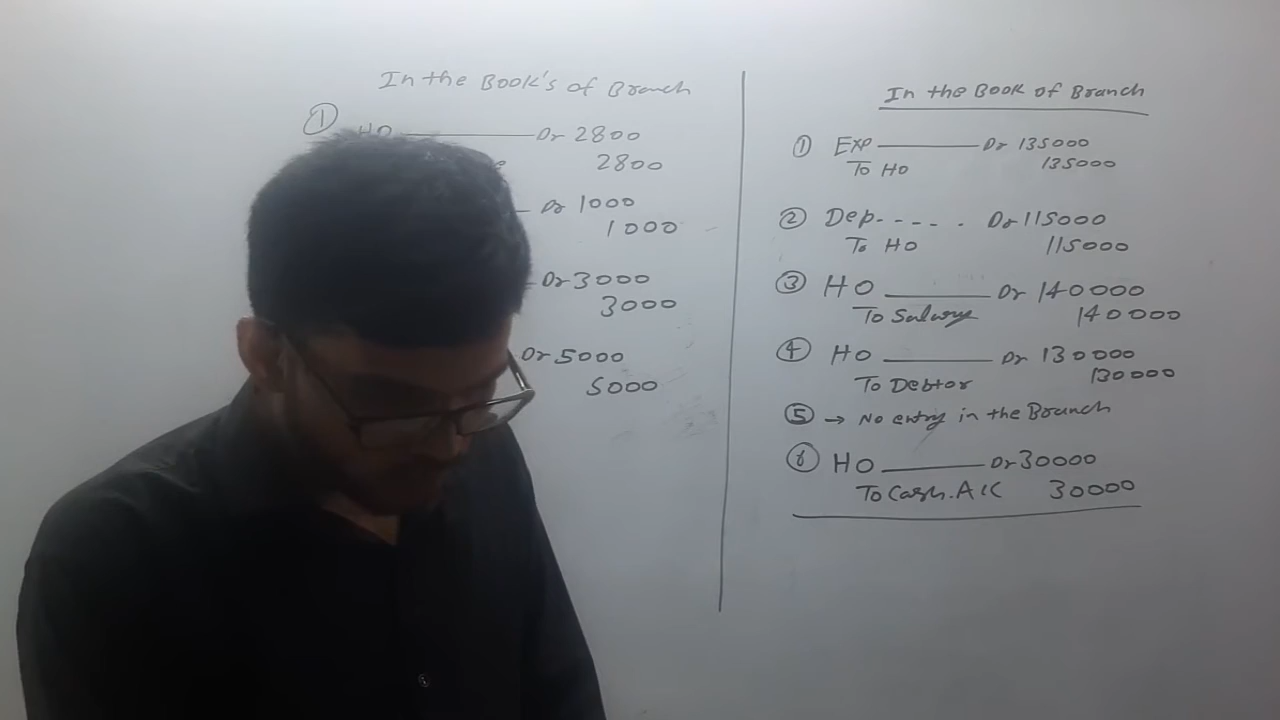 In the Book's of Branch
① HO ———— Dr 2800
2800
Dr 1000
1000
Dr 3000
3000
Dr 5000
5000
In the Book of Branch
① Exp ———— Dr 135000
To HO 135000
② Dep- - - - . Dr 115000
To HO 115000
③ HO ———— Dr 140000
To Salary 140000
④ HO ———— Dr 130000
To Debtor 130000
⑤ → No entry in the Branch
⑥ HO ———— Dr 30000
To Cash. A/C 30000